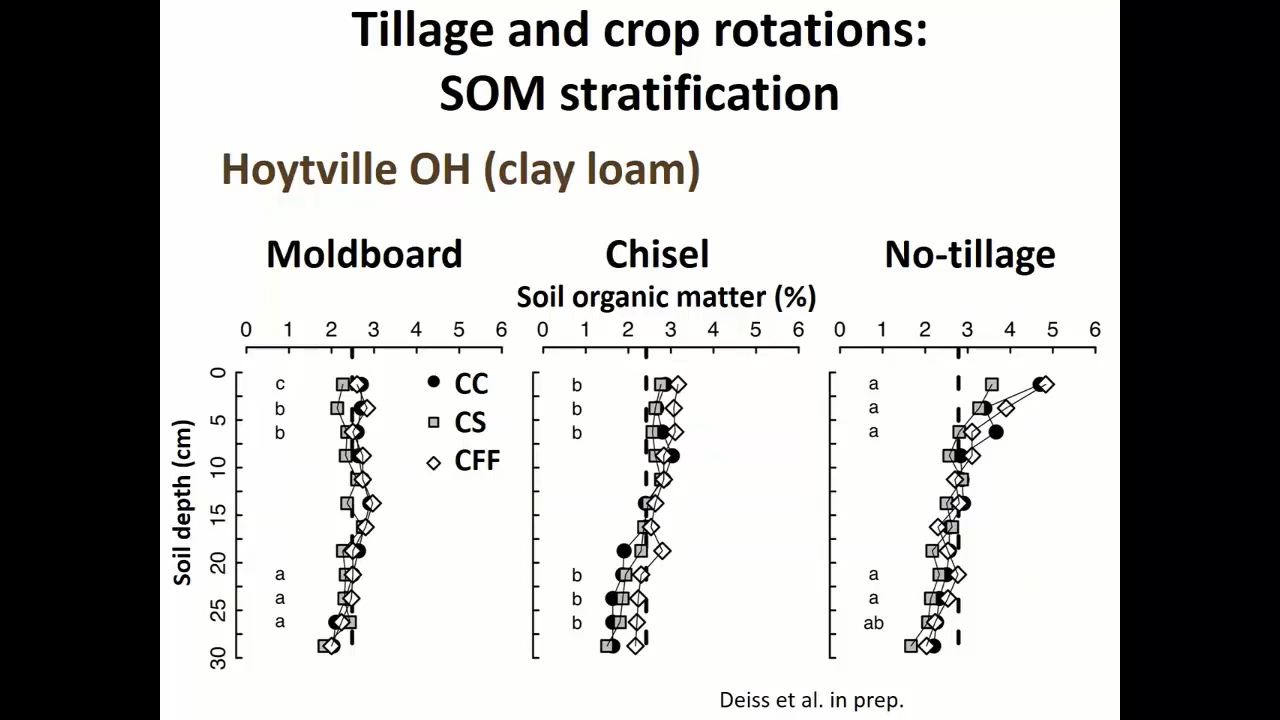 Tillage and crop rotations:
SOM stratification
Hoytville OH (clay loam)
Moldboard Chisel No-tillage
Soil organic matter (%)
0 1 2 3 4 5 6 0 1 2 3 4 5 6 0 1 2 3 4 5 6
Soil depth (cm)
0 5 10 15 20 25 30
c b b a a a
CC
CS
CFF
b b b b b b
a a a a a ab
Deiss et al. in prep.